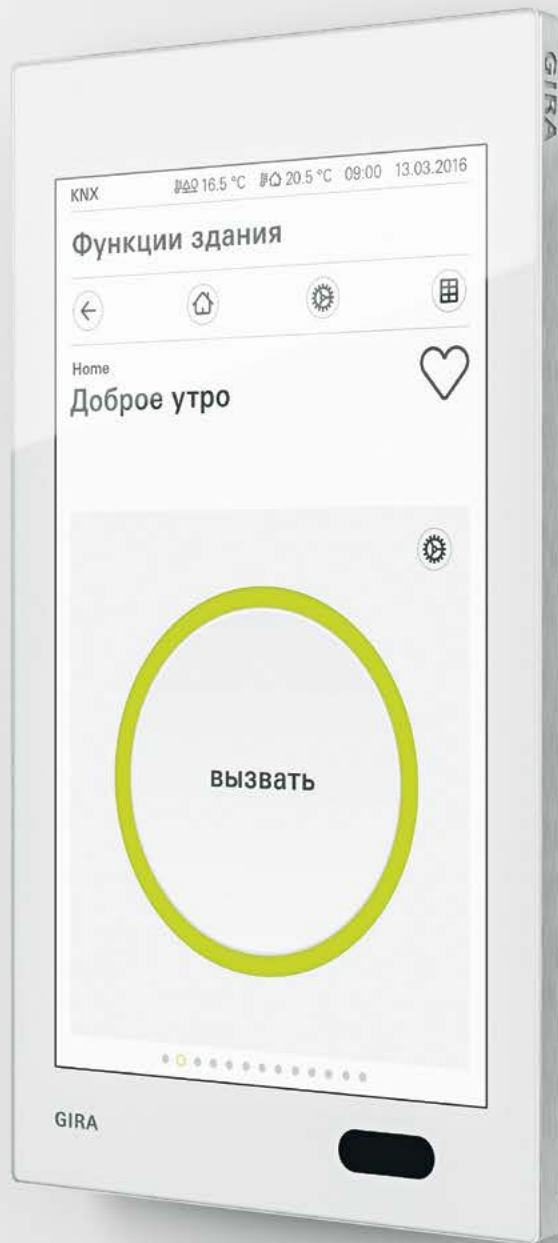 GIRA
KNX 16.5 °C 20.5 °C 09:00 13.03.2016
Функции здания
Home
Доброе утро
вызвать
GIRA